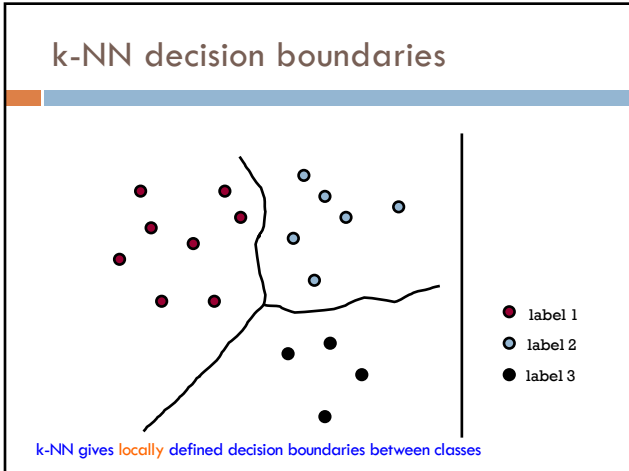 k-NN decision boundaries
label 1
label 2
label 3
k-NN gives locally defined decision boundaries between classes